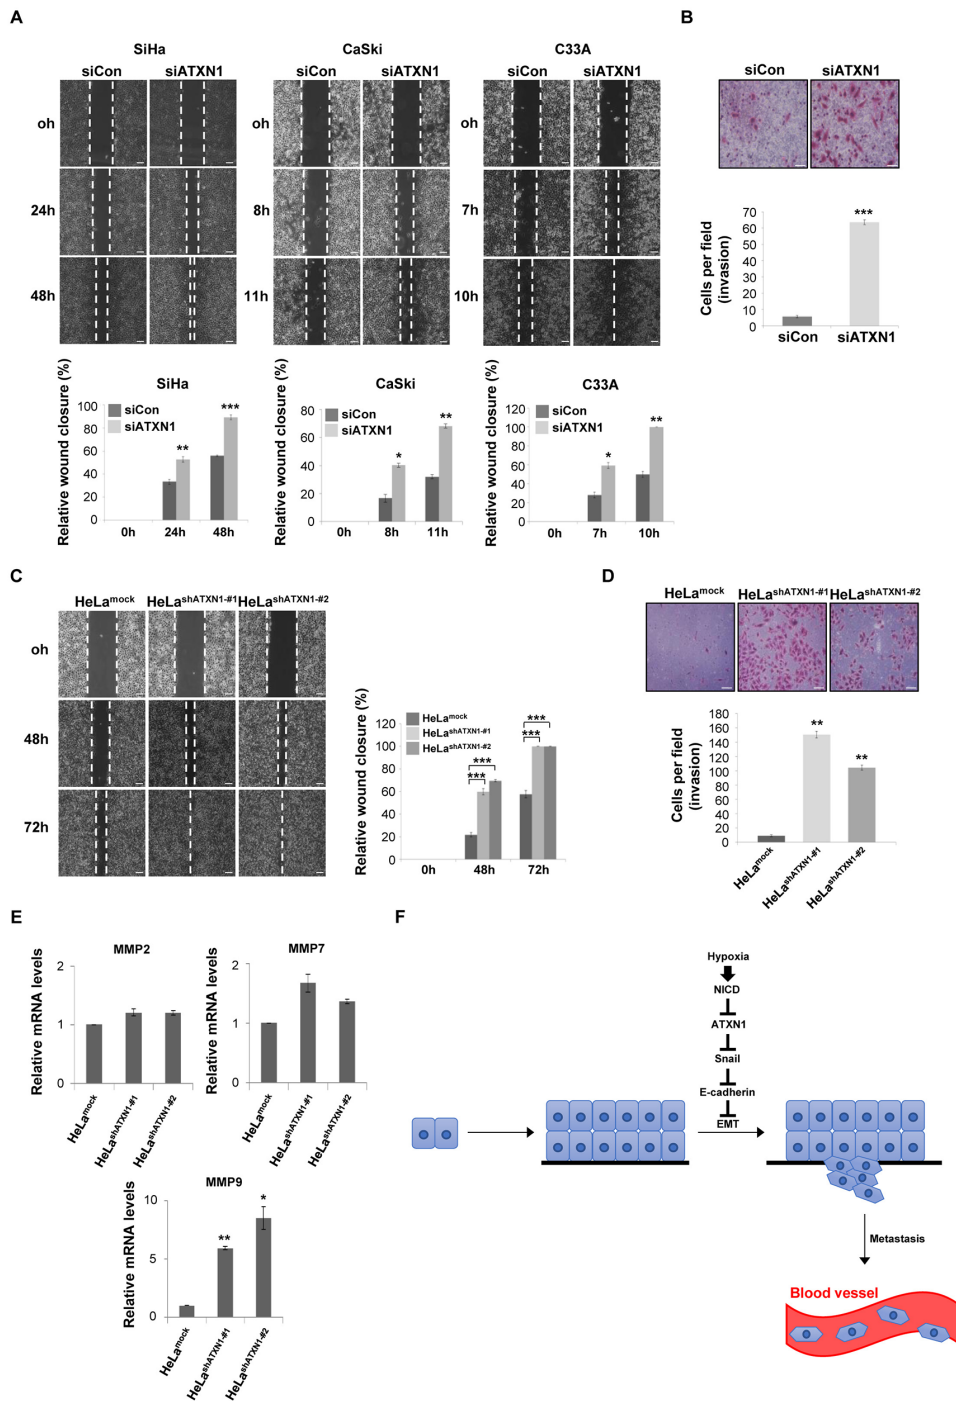 A
SiHa
siCon siATXN1
oh
24h
48h
CaSki
siCon siATXN1
8h
11h
C33A
siCon siATXN1
oh
7h
10h
Relative wound closure (%)
SiHa
100
80
60
40
20
0
siCon
siATXN1
**
***
0h 24h 48h
Relative wound closure (%)
CaSki
80
60
40
20
0
siCon
siATXN1
*
**
0h 8h 11h
Relative wound closure (%)
C33A
120
100
80
60
40
20
0
siCon
siATXN1
*
**
0h 7h 10h
B
siCon siATXN1
Cells per field
(invasion)
70
60
50
40
30
20
10
0
***
siCon siATXN1
C
HeLamock HeLashATXN1-#1 HeLashATXN1-#2
oh
48h
72h
Relative wound closure (%)
120
100
80
60
40
20
0
HeLamock
HeLashATXN1-#1
HeLashATXN1-#2
***
***
***
***
0h 48h 72h
D
HeLamock HeLashATXN1-#1 HeLashATXN1-#2
Cells per field
(invasion)
180
160
140
120
100
80
60
40
20
0
**
**
HeLamock
HeLashATXN1-#1
HeLashATXN1-#2
E
MMP2
Relative mRNA levels
2
1
0
HeLamock
HeLashATXN1-#1
HeLashATXN1-#2
MMP7
Relative mRNA levels
2
1
0
HeLamock
HeLashATXN1-#1
HeLashATXN1-#2
MMP9
Relative mRNA levels
10
5
0
**
*
HeLamock
HeLashATXN1-#1
HeLashATXN1-#2
F
Hypoxia
NICD
ATXN1
Snail
E-cadherin
EMT
Metastasis
Blood vessel